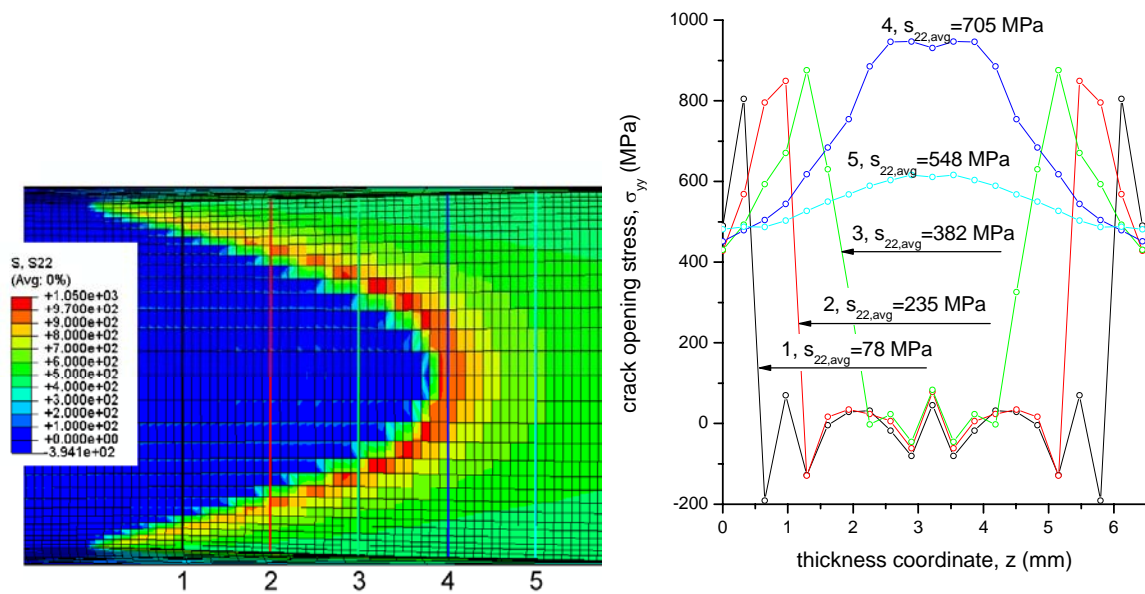 S, S22
(Avg: 0%)
+1.050e+03
+9.700e+02
+9.000e+02
+8.000e+02
+7.000e+02
+6.000e+02
+5.000e+02
+4.000e+02
+3.000e+02
+2.000e+02
+1.000e+02
+0.000e+00
-3.941e+02
1 2 3 4 5
crack opening stress, σyy (MPa)
1000
800
600
400
200
0
-200
4, s22,avg=705 MPa
5, s22,avg=548 MPa
3, s22,avg=382 MPa
2, s22,avg=235 MPa
1, s22,avg=78 MPa
0 1 2 3 4 5 6
thickness coordinate, z (mm)